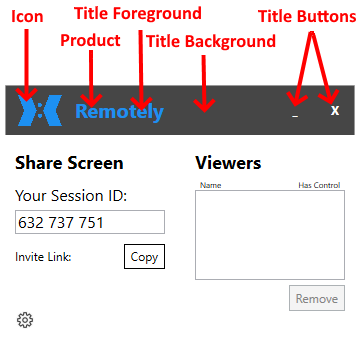 Icon
Title Foreground
Title Buttons
Product
Title Background
Remotely
_
X
Share Screen
Viewers
Your Session ID:
Name
Has Control
632 737 751
Invite Link:
Copy
Remove